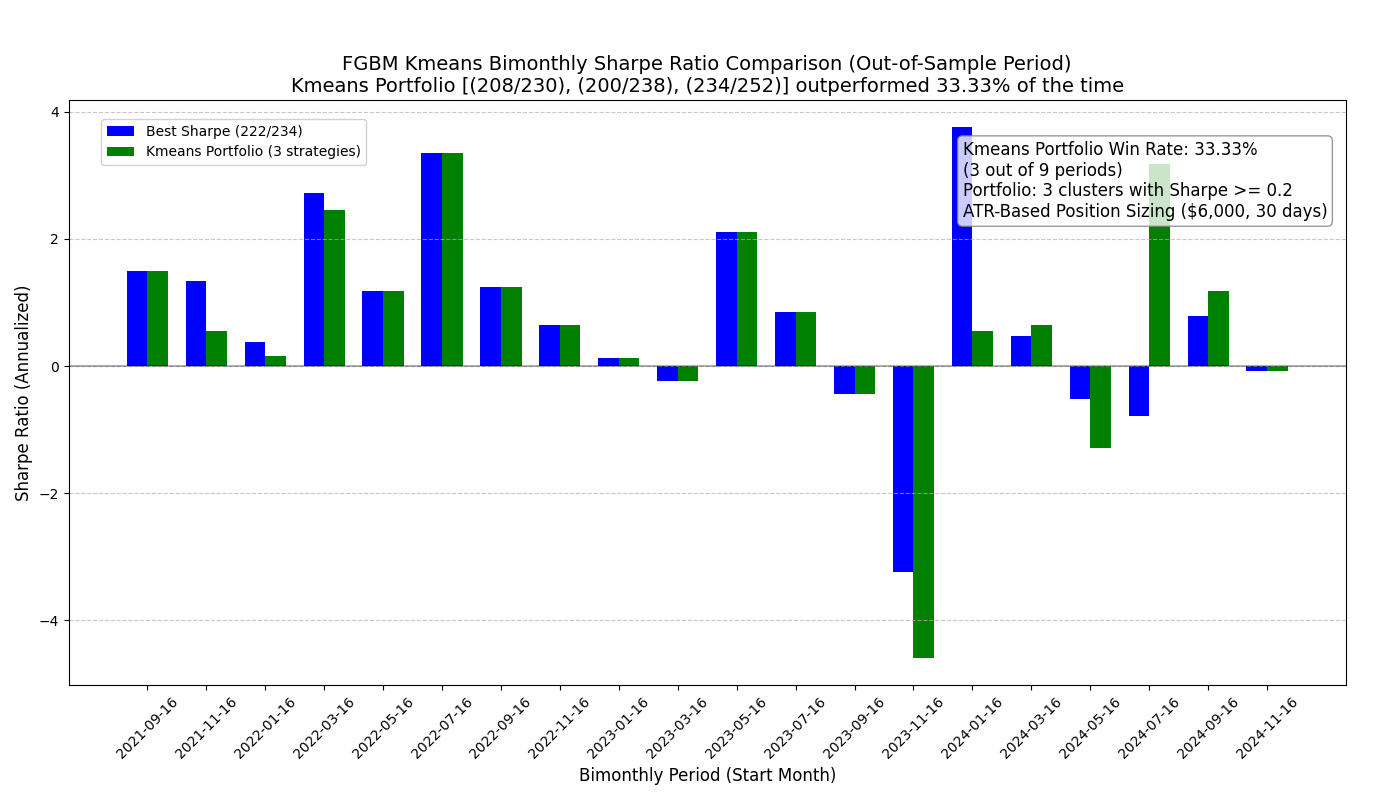 FGBM Kmeans Bimonthly Sharpe Ratio Comparison (Out-of-Sample Period)
Kmeans Portfolio [(208/230), (200/238), (234/252)] outperformed 33.33% of the time
Best Sharpe (222/234)
Kmeans Portfolio (3 strategies)
Kmeans Portfolio Win Rate: 33.33%
(3 out of 9 periods)
Portfolio: 3 clusters with Sharpe >= 0.2
ATR-Based Position Sizing ($6,000, 30 days)
Sharpe Ratio (Annualized)
4
2
0
−2
−4
2021-09-16
2021-11-16
2022-01-16
2022-03-16
2022-05-16
2022-07-16
2022-09-16
2022-11-16
2023-01-16
2023-03-16
2023-05-16
2023-07-16
2023-09-16
2023-11-16
2024-01-16
2024-03-16
2024-05-16
2024-07-16
2024-09-16
2024-11-16
Bimonthly Period (Start Month)